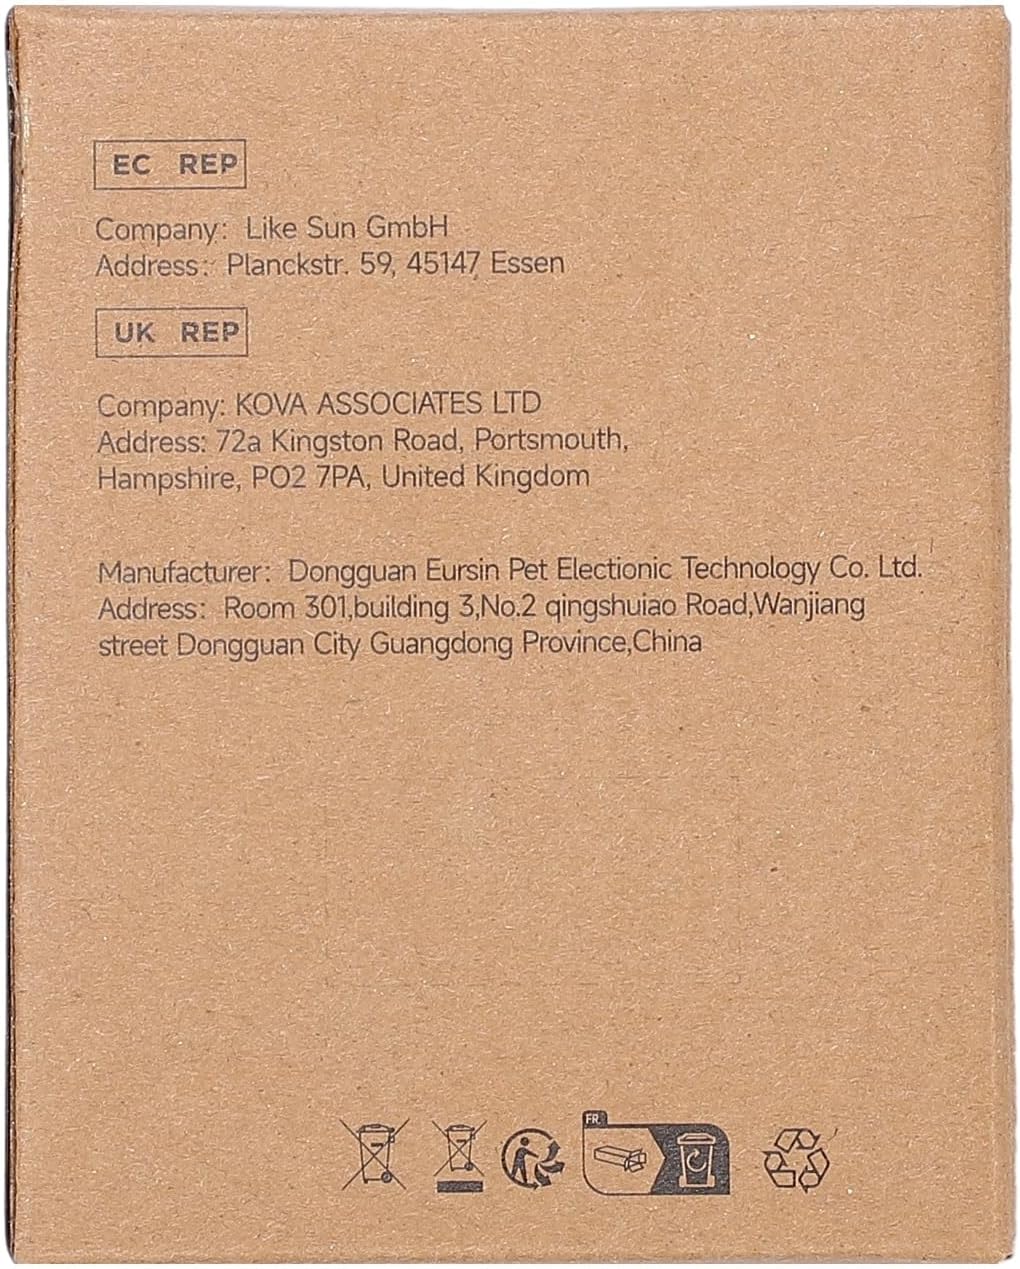 EC REP
Company: Like Sun GmbH
Address: Planckstr. 59, 45147 Essen
UK REP
Company: KOVA ASSOCIATES LTD
Address: 72a Kingston Road, Portsmouth,
Hampshire, PO2 7PA, United Kingdom
Manufacturer: Dongguan Eursin Pet Electionic Technology Co. Ltd.
Address: Room 301,building 3,No.2 qingshuiao Road,Wanjiang
street Dongguan City Guangdong Province,China
FR